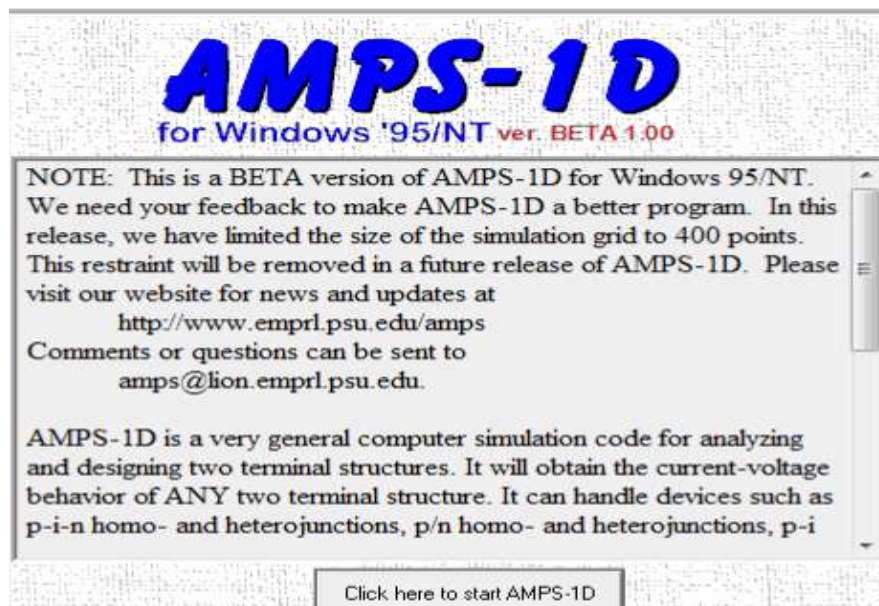 AMPS-1D
for Windows '95/NT ver. BETA 1.00
NOTE: This is a BETA version of AMPS-1D for Windows 95/NT.
We need your feedback to make AMPS-1D a better program. In this
release, we have limited the size of the simulation grid to 400 points.
This restraint will be removed in a future release of AMPS-1D. Please
visit our website for news and updates at
http://www.emprl.psu.edu/amps
Comments or questions can be sent to
amps@lion.emprl.psu.edu.
AMPS-1D is a very general computer simulation code for analyzing
and designing two terminal structures. It will obtain the current-voltage
behavior of ANY two terminal structure. It can handle devices such as
p-i-n homo- and heterojunctions, p/n homo- and heterojunctions, p-i
Click here to start AMPS-1D